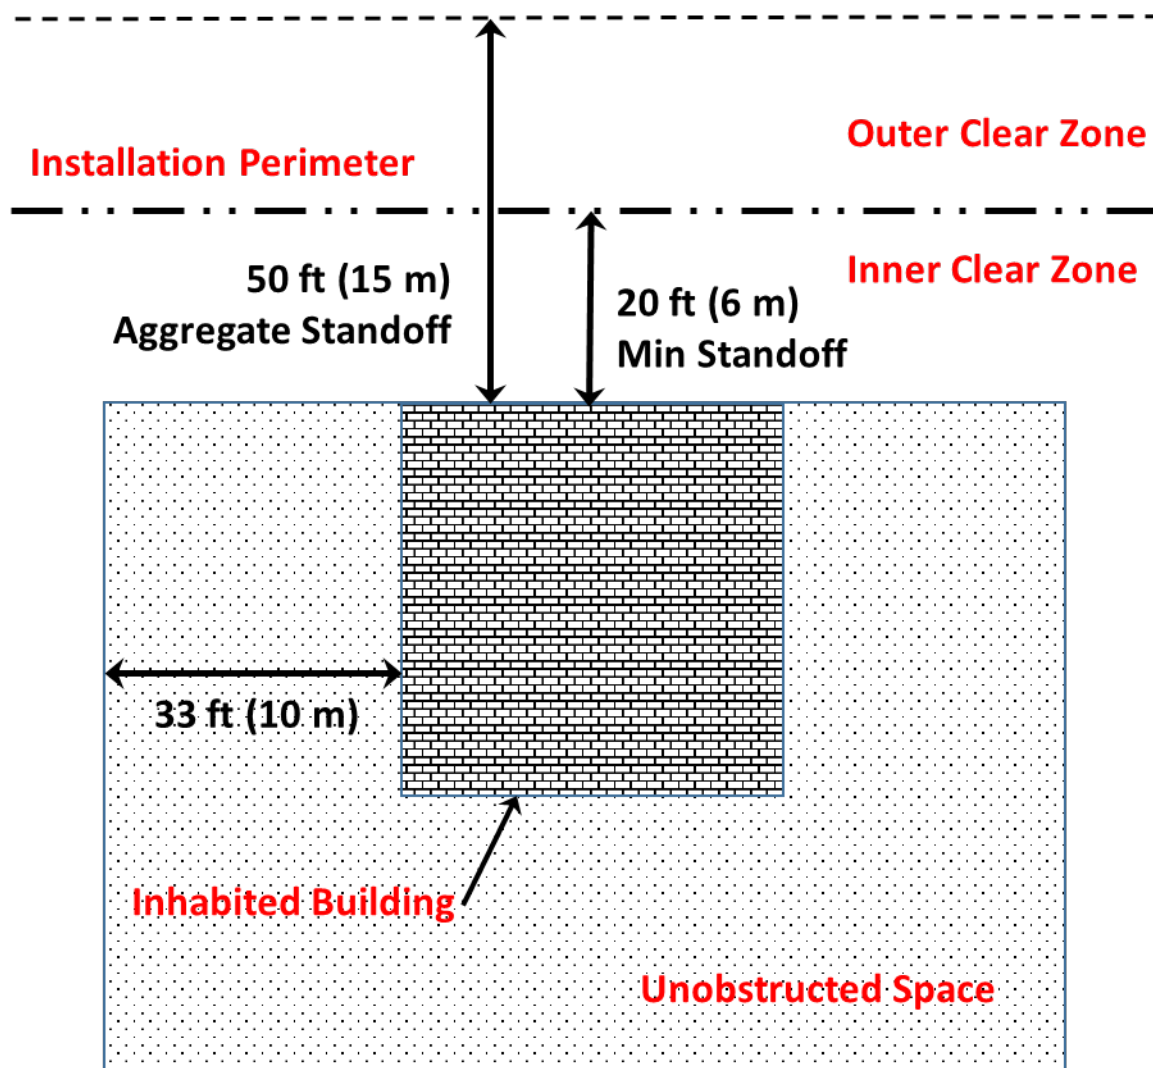 Outer Clear Zone
Installation Perimeter
Inner Clear Zone
50 ft (15 m)
Aggregate Standoff
20 ft (6 m)
Min Standoff
33 ft (10 m)
Inhabited Building
Unobstructed Space